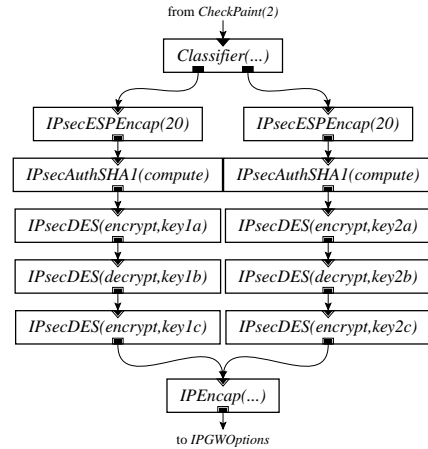 from CheckPaint(2)
Classifier(...)
IPsecESPEncap(20) IPsecESPEncap(20)
IPsecAuthSHA1(compute) IPsecAuthSHA1(compute)
IPsecDES(encrypt,key1a) IPsecDES(encrypt,key2a)
IPsecDES(decrypt,key1b) IPsecDES(decrypt,key2b)
IPsecDES(encrypt,key1c) IPsecDES(encrypt,key2c)
IPEncap(...)
to IPGWOptions